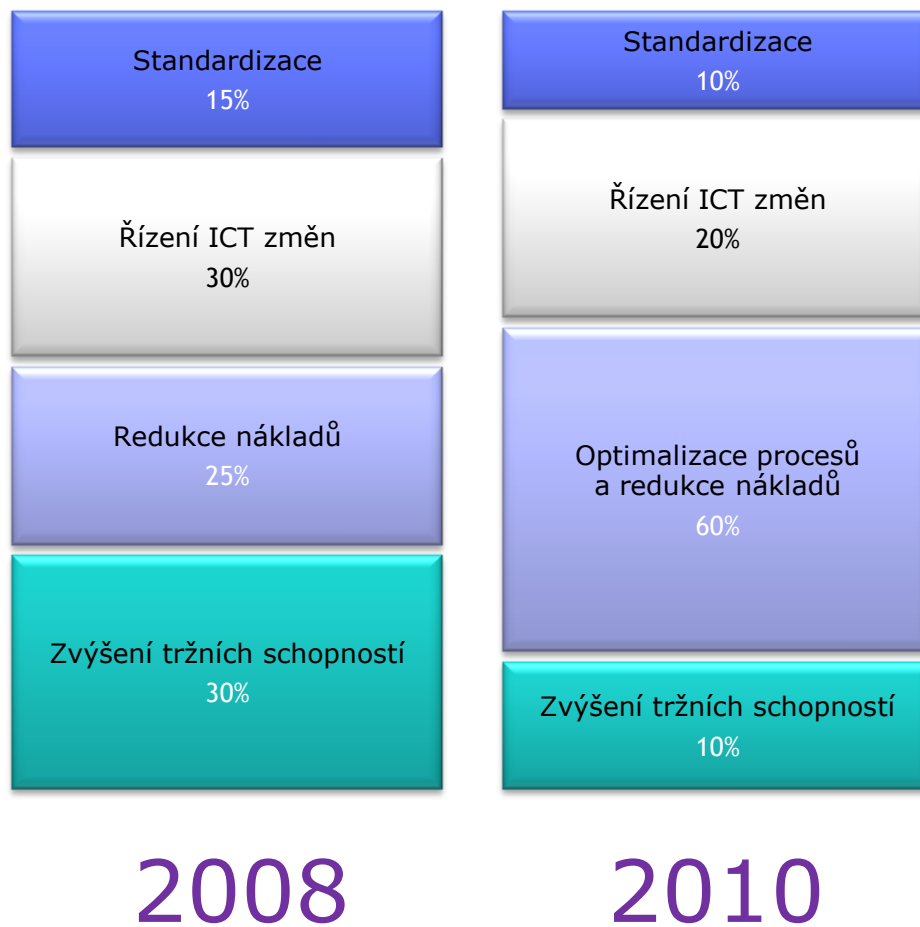 Standardizace
15%
Řízení ICT změn
30%
Redukce nákladů
25%
Zvýšení tržních schopností
30%
2008
Standardizace
10%
Řízení ICT změn
20%
Optimalizace procesů
a redukce nákladů
60%
Zvýšení tržních schopností
10%
2010